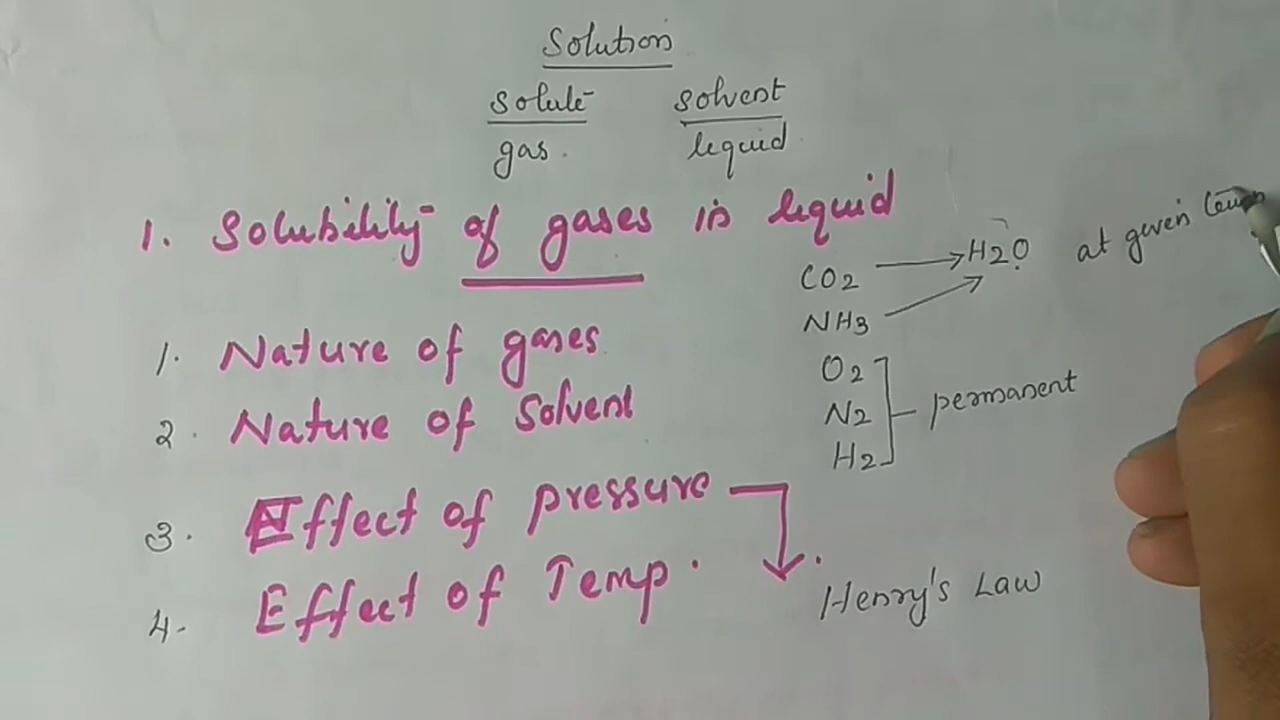 Solution
solute solvent
gas. liquid
1. Solubility of gases in liquid
CO2 → H2O at given
NH3
1. Nature of gases
O2
N2 permanent
H2
2. Nature of Solvent
3. Effect of pressure
4. Effect of Temp.
Henry's Law